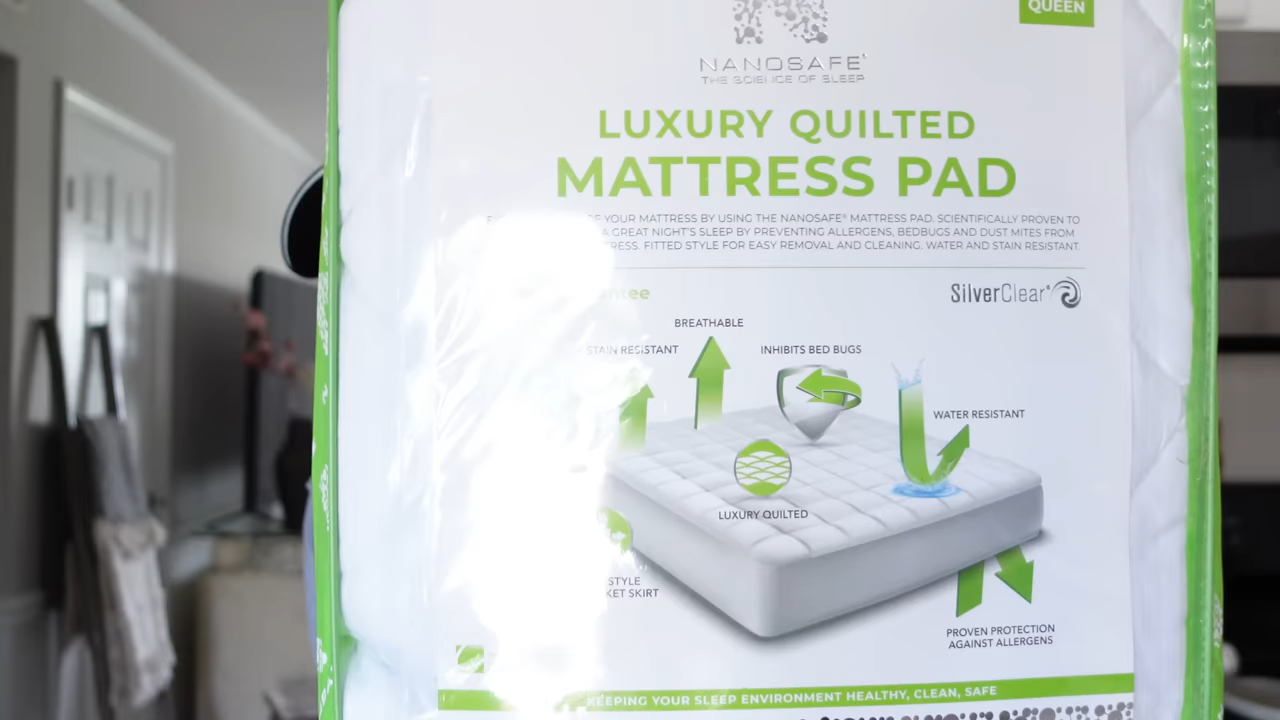 QUEEN
NANOSAFE
THE SCIENCE OF SLEEP
LUXURY QUILTED
MATTRESS PAD
YOUR MATTRESS BY USING THE NANOSAFE® MATTRESS PAD. SCIENTIFICALLY PROVEN TO
A GREAT NIGHT'S SLEEP BY PREVENTING ALLERGENS, BEDBUGS AND DUST MITES FROM
FITTED STYLE FOR EASY REMOVAL AND CLEANING. WATER AND STAIN RESISTANT.
SilverClear®
BREATHABLE
STAIN RESISTANT
INHIBITS BED BUGS
WATER RESISTANT
LUXURY QUILTED
STYLE
SKIRT
PROVEN PROTECTION
AGAINST ALLERGENS
KEEPING YOUR SLEEP ENVIRONMENT HEALTHY, CLEAN, SAFE